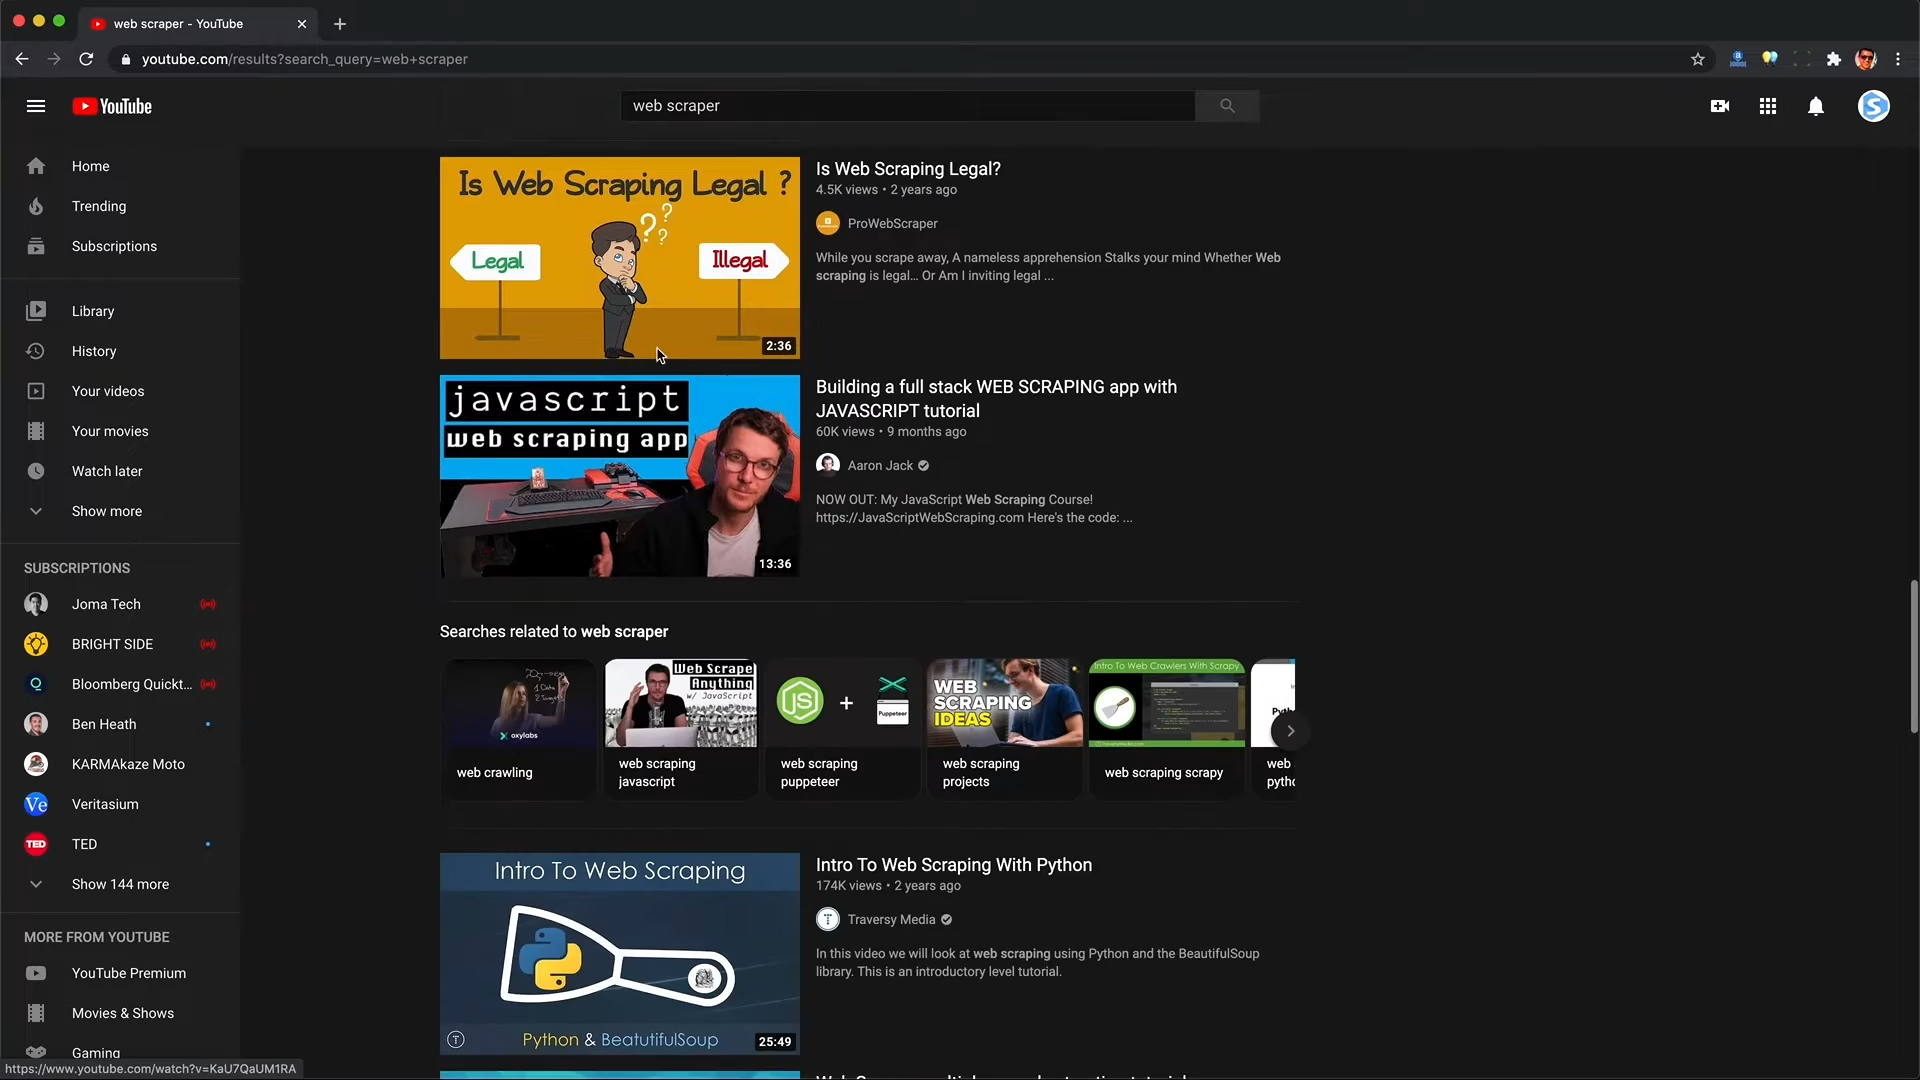 web scraper - YouTube
youtube.com/results?search_query=web+scraper
YouTube
web scraper
Home
Trending
Subscriptions
Library
History
Your videos
Your movies
Watch later
Show more
SUBSCRIPTIONS
Joma Tech
BRIGHT SIDE
Bloomberg Quickt...
Ben Heath
KARMAkaze Moto
Ve
Veritasium
TED
TED
Show 144 more
MORE FROM YOUTUBE
YouTube Premium
Movies & Shows
Gaming
https://www.youtube.com/watch?v=KaU7QaUM1RA
Is Web Scraping Legal ?
? ? ?
Legal
Illegal
2:36
Is Web Scraping Legal?
4.5K views • 2 years ago
ProWebScraper
While you scrape away, A nameless apprehension Stalks your mind Whether Web
scraping is legal... Or Am I inviting legal ...
javascript
web scraping app
13:36
Building a full stack WEB SCRAPING app with
JAVASCRIPT tutorial
60K views • 9 months ago
Aaron Jack
NOW OUT: My JavaScript Web Scraping Course!
https://JavaScriptWebScraping.com Here's the code: ...
Searches related to web scraper
1 Data
oxylabs
web crawling
Web Scrape
Anything
w/ JavaScript
web scraping
javascript
JS
+
Puppeteer
web scraping
puppeteer
WEB
SCRAPING
IDEAS
web scraping
projects
Intro To Web Crawlers With Scrapy
web scraping scrapy
web
Intro To Web Scraping
Python & BeatutifulSoup
25:49
Intro To Web Scraping With Python
174K views • 2 years ago
Traversy Media
In this video we will look at web scraping using Python and the BeautifulSoup
library. This is an introductory level tutorial.